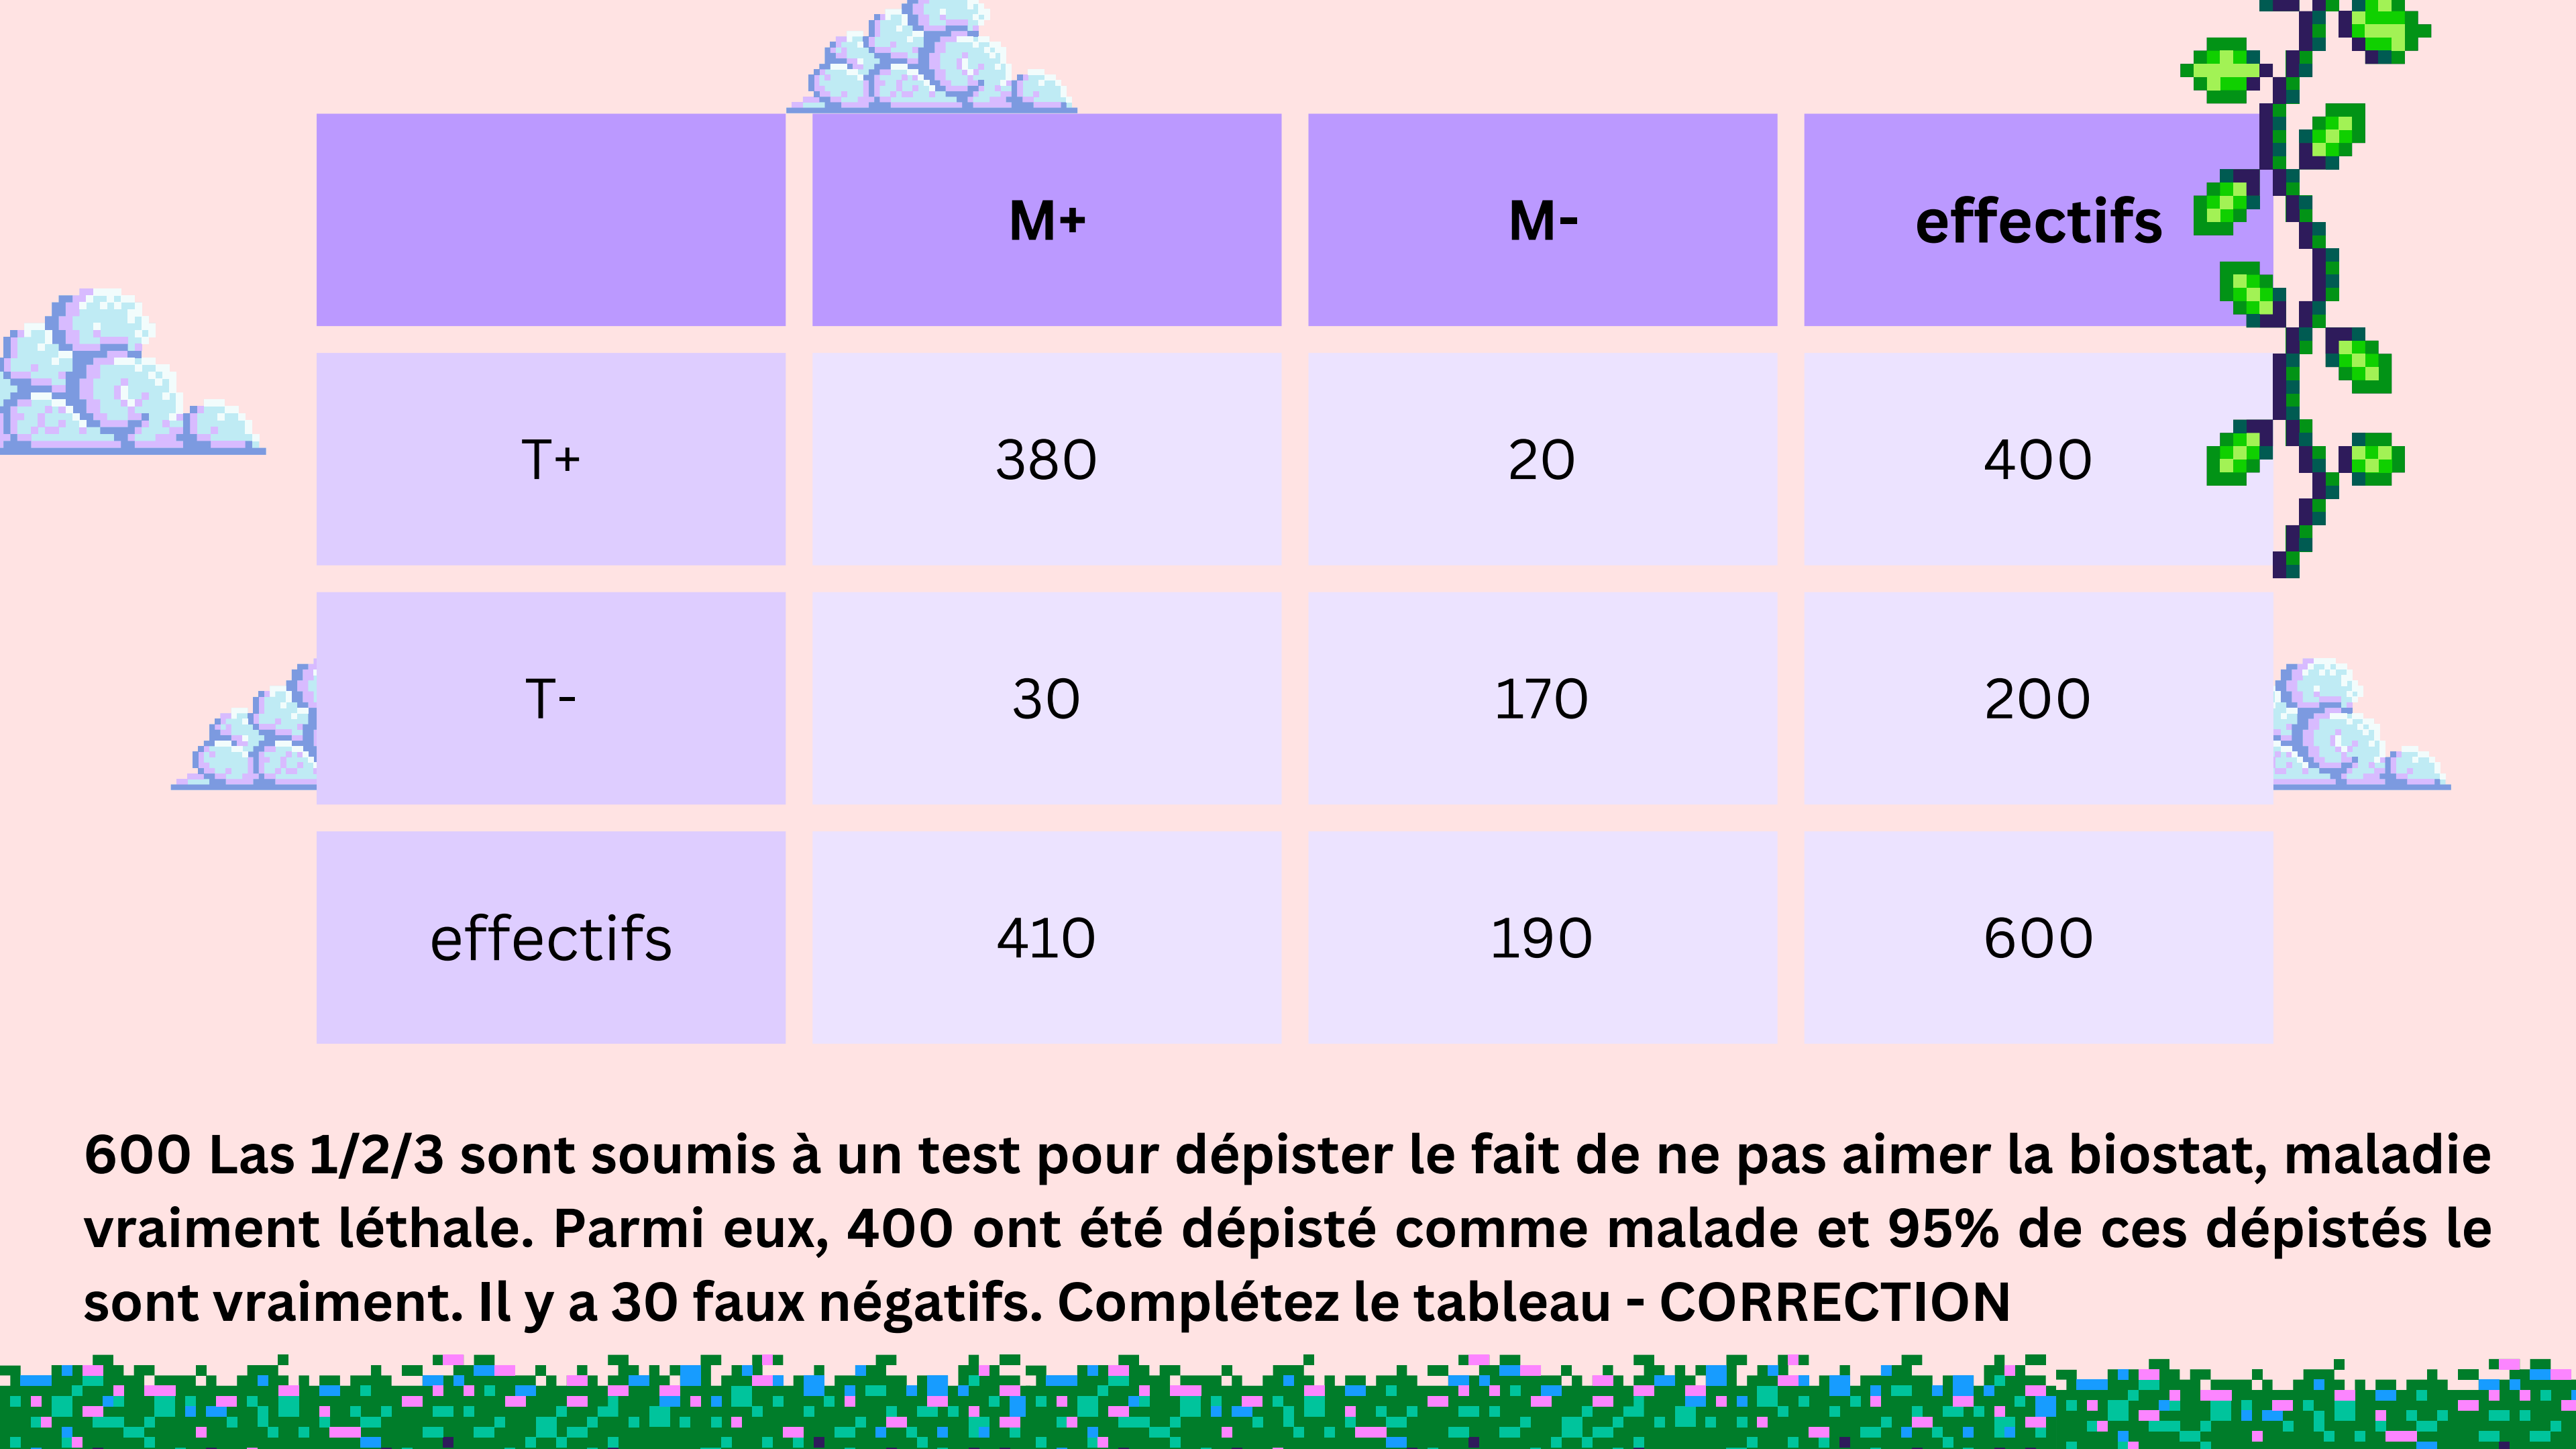 M+ M- effectifs
T+ 380 20 400
T- 30 170 200
effectifs 410 190 600
600 Las 1/2/3 sont soumis à un test pour dépister le fait de ne pas aimer la biostat, maladie
vraiment léthale. Parmi eux, 400 ont été dépisté comme malade et 95% de ces dépistés le
sont vraiment. Il y a 30 faux négatifs. Complétez le tableau - CORRECTION